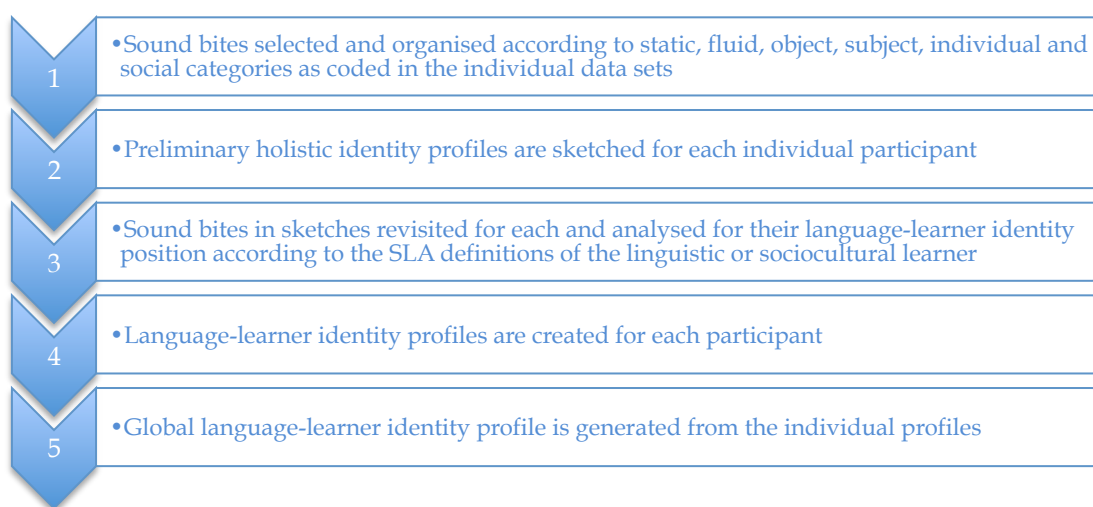 1
•Sound bites selected and organised according to static, fluid, object, subject, individual and
social categories as coded in the individual data sets
2
•Preliminary holistic identity profiles are sketched for each individual participant
3
•Sound bites in sketches revisited for each and analysed for their language-learner identity
position according to the SLA definitions of the linguistic or sociocultural learner
4
•Language-learner identity profiles are created for each participant
5
•Global language-learner identity profile is generated from the individual profiles